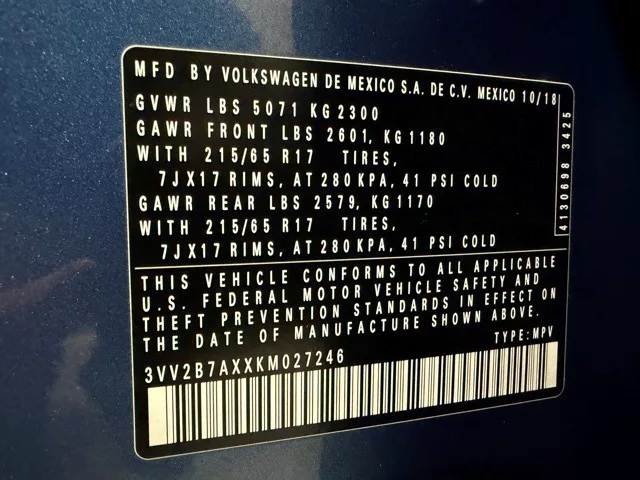 MFD BY VOLKSWAGEN DE MEXICO S.A. DE C.V. MEXICO 10/18
GVWR LBS 5071 KG 2300
GAWR FRONT LBS 2601, KG 1180
WITH 215/65 R17 TIRES,
7JX17 RIMS, AT 280 KPA, 41 PSI COLD
GAWR REAR LBS 2579, KG 1170
WITH 215/65 R17 TIRES,
7JX17 RIMS, AT 280 KPA, 41 PSI COLD
4130698 3425
THIS VEHICLE CONFORMS TO ALL APPLICABLE
U.S. FEDERAL MOTOR VEHICLE SAFETY AND
THEFT PREVENTION STANDARDS IN EFFECT ON
THE DATE OF MANUFACTURE SHOWN ABOVE.
TYPE: MPV
3VV2B7AXXKM027246